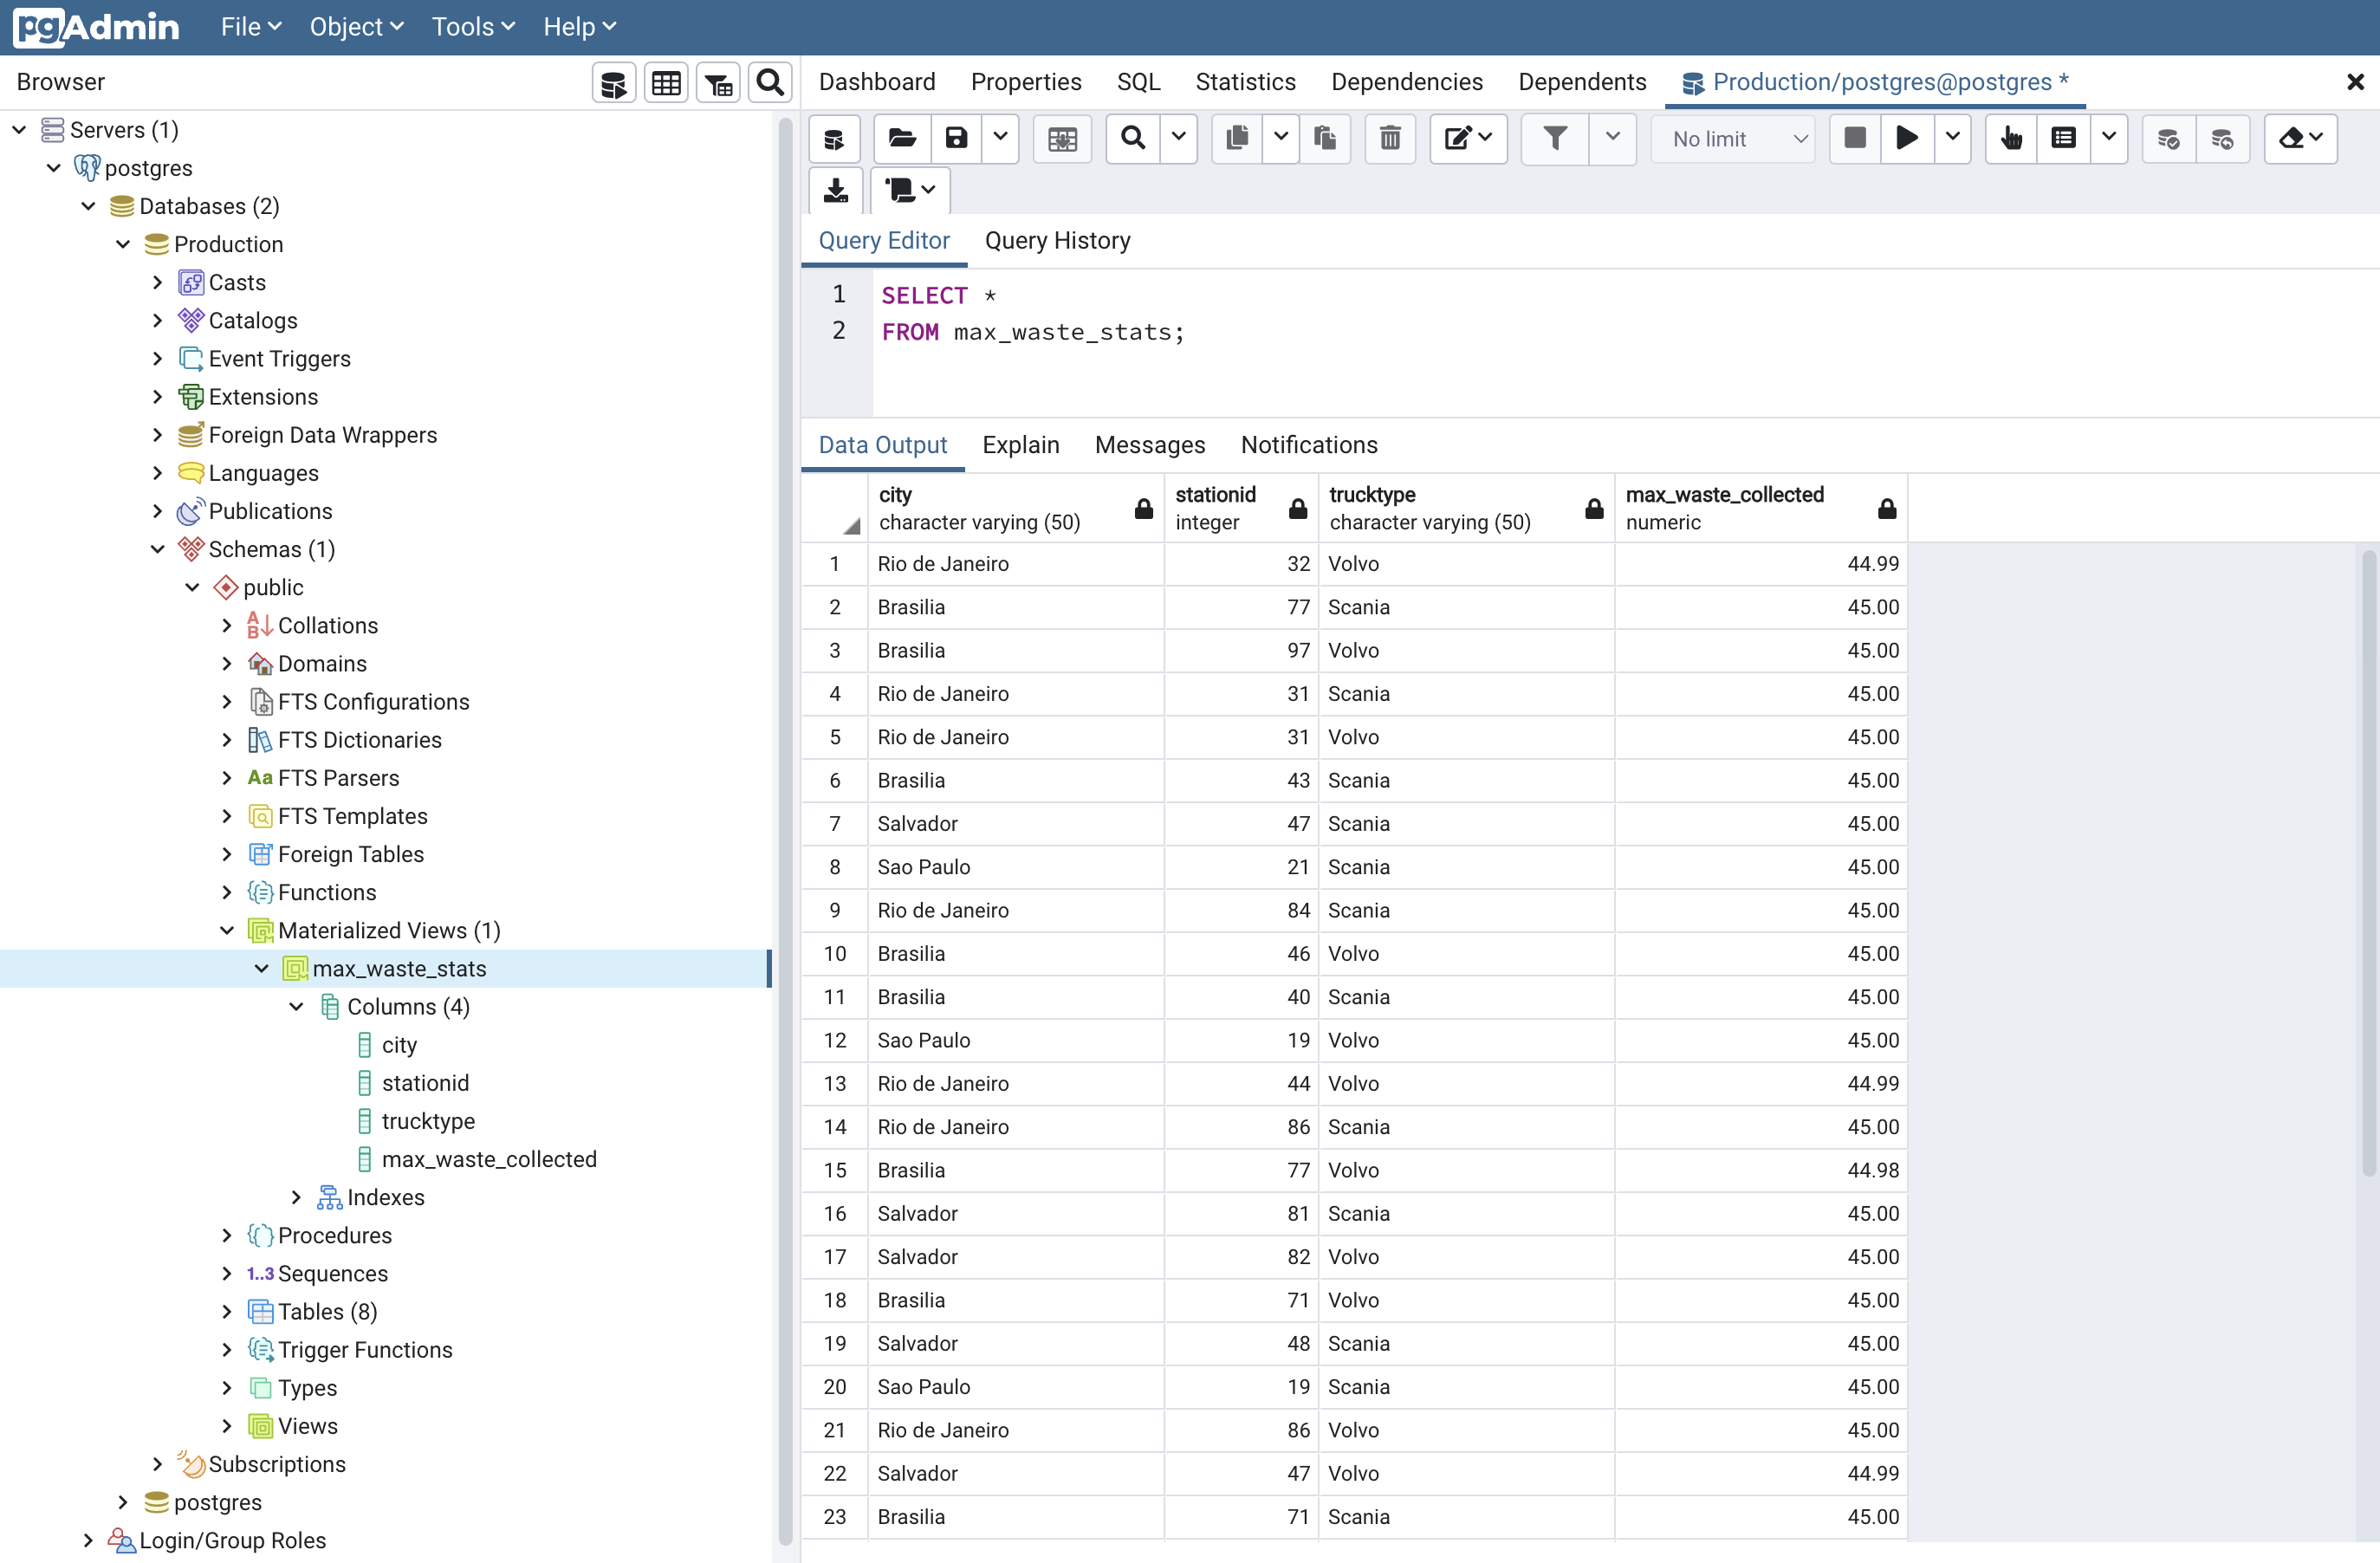 pgAdmin File Object Tools Help
Browser
Dashboard Properties SQL Statistics Dependencies Dependents Production/postgres@postgres *
Servers (1)
postgres
Databases (2)
Production
Casts
Catalogs
Event Triggers
Extensions
Foreign Data Wrappers
Languages
Publications
Schemas (1)
public
Collations
Domains
FTS Configurations
FTS Dictionaries
Aa FTS Parsers
FTS Templates
Foreign Tables
Functions
Materialized Views (1)
max_waste_stats
Columns (4)
city
stationid
trucktype
max_waste_collected
Indexes
Procedures
1..3 Sequences
Tables (8)
Trigger Functions
Types
Views
Subscriptions
postgres
Login/Group Roles
No limit
Query Editor Query History
1 SELECT *
2 FROM max_waste_stats;
Data Output Explain Messages Notifications
city stationid trucktype max_waste_collected
character varying (50) integer character varying (50) numeric
1 Rio de Janeiro 32 Volvo 44.99
2 Brasilia 77 Scania 45.00
3 Brasilia 97 Volvo 45.00
4 Rio de Janeiro 31 Scania 45.00
5 Rio de Janeiro 31 Volvo 45.00
6 Brasilia 43 Scania 45.00
7 Salvador 47 Scania 45.00
8 Sao Paulo 21 Scania 45.00
9 Rio de Janeiro 84 Scania 45.00
10 Brasilia 46 Volvo 45.00
11 Brasilia 40 Scania 45.00
12 Sao Paulo 19 Volvo 45.00
13 Rio de Janeiro 44 Volvo 44.99
14 Rio de Janeiro 86 Scania 45.00
15 Brasilia 77 Volvo 44.98
16 Salvador 81 Scania 45.00
17 Salvador 82 Volvo 45.00
18 Brasilia 71 Volvo 45.00
19 Salvador 48 Scania 45.00
20 Sao Paulo 19 Scania 45.00
21 Rio de Janeiro 86 Volvo 45.00
22 Salvador 47 Volvo 44.99
23 Brasilia 71 Scania 45.00